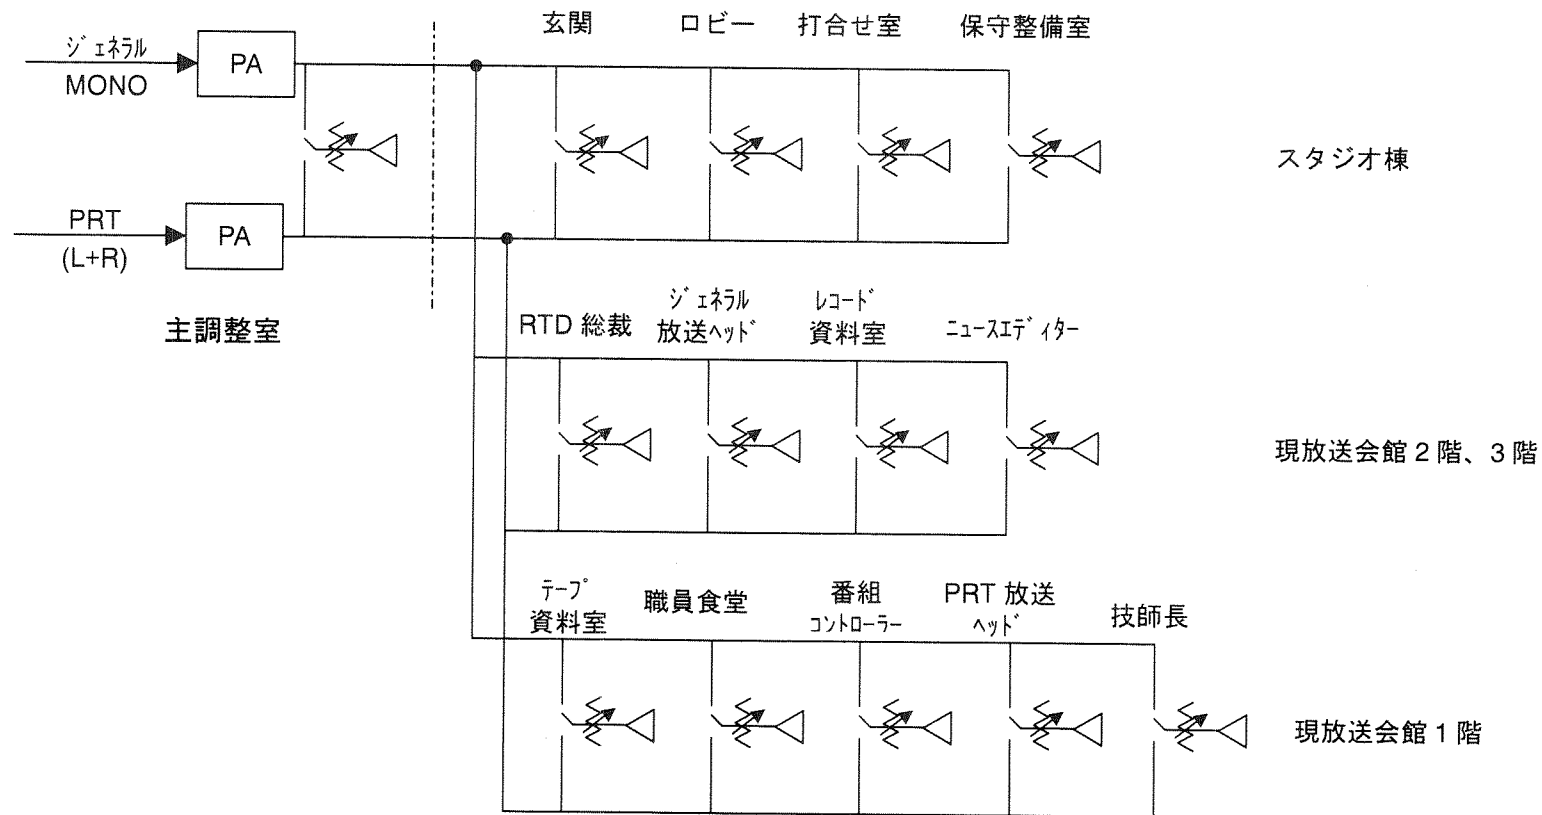 玄関 ロビー 打合せ室 保守整備室
ｼﾞｪﾈﾗﾙ
MONO
PA
スタジオ棟
PRT
(L+R)
PA
主調整室
RTD 総裁
ｼﾞｪﾈﾗﾙ
放送ﾍｯﾄﾞ
ﾚｺｰﾄﾞ
資料室
ﾆｭｰｽｴﾃﾞｨﾀｰ
現放送会館 2 階、3 階
ﾃｰﾌﾟ
資料室
職員食堂
番組
ｺﾝﾄﾛｰﾗｰ
PRT 放送
ﾍｯﾄﾞ
技師長
現放送会館 1 階